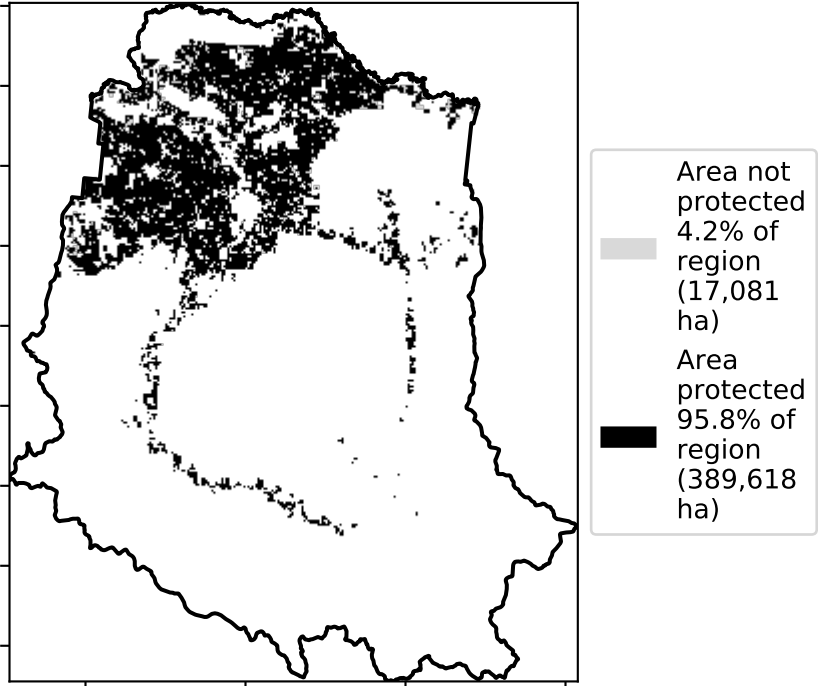 Area not
protected
4.2% of
region
(17,081
ha)
Area
protected
95.8% of
region
(389,618
ha)